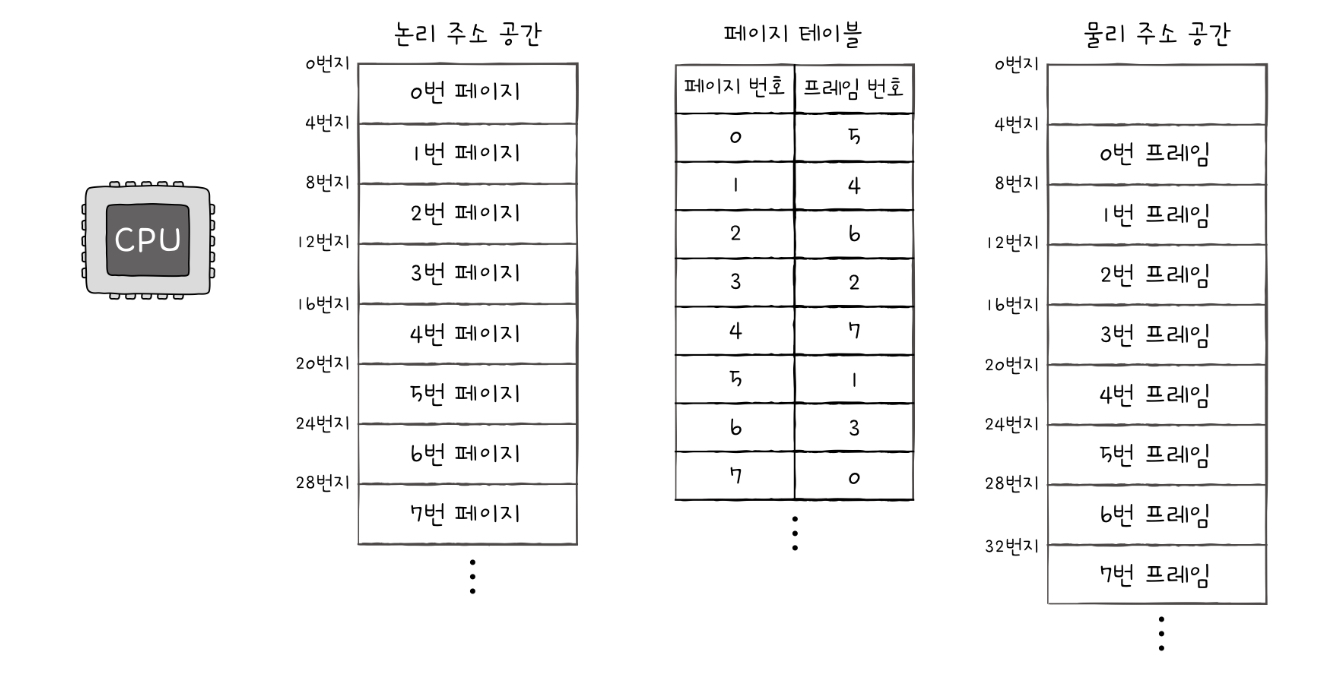 논리 주소 공간
페이지 테이블
물리 주소 공간
CPU
0번지
0번 페이지
4번지
1번 페이지
8번지
2번 페이지
12번지
3번 페이지
16번지
4번 페이지
20번지
5번 페이지
24번지
6번 페이지
28번지
7번 페이지
페이지 번호 프레임 번호
0 5
1 4
2 6
3 2
4 7
5 1
6 3
7 0
0번지
4번지
0번 프레임
8번지
1번 프레임
12번지
2번 프레임
16번지
3번 프레임
20번지
4번 프레임
24번지
5번 프레임
28번지
6번 프레임
32번지
7번 프레임